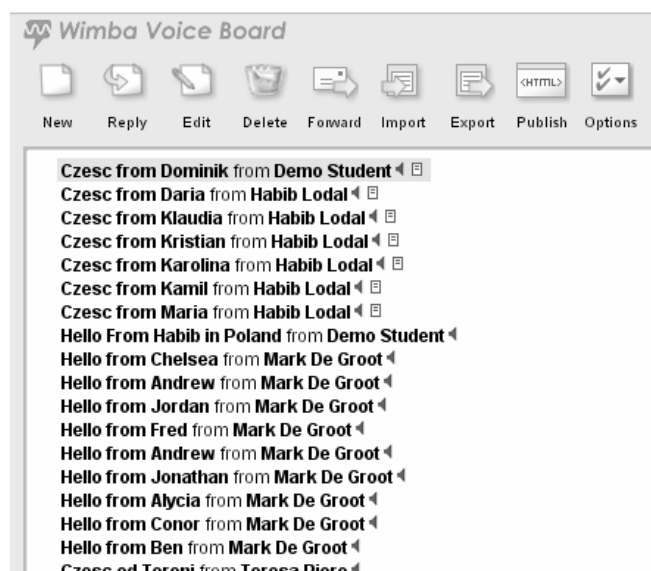 Wimba Voice Board
<HTML>
New Reply Edit Delete Forward Import Export Publish Options
Czesc from Dominik from Demo Student
Czesc from Daria from Habib Lodal
Czesc from Klaudia from Habib Lodal
Czesc from Kristian from Habib Lodal
Czesc from Karolina from Habib Lodal
Czesc from Kamil from Habib Lodal
Czesc from Maria from Habib Lodal
Hello From Habib in Poland from Demo Student
Hello from Chelsea from Mark De Groot
Hello from Andrew from Mark De Groot
Hello from Jordan from Mark De Groot
Hello from Fred from Mark De Groot
Hello from Andrew from Mark De Groot
Hello from Jonathan from Mark De Groot
Hello from Alycia from Mark De Groot
Hello from Conor from Mark De Groot
Hello from Ben from Mark De Groot
Czesc od from Teresa